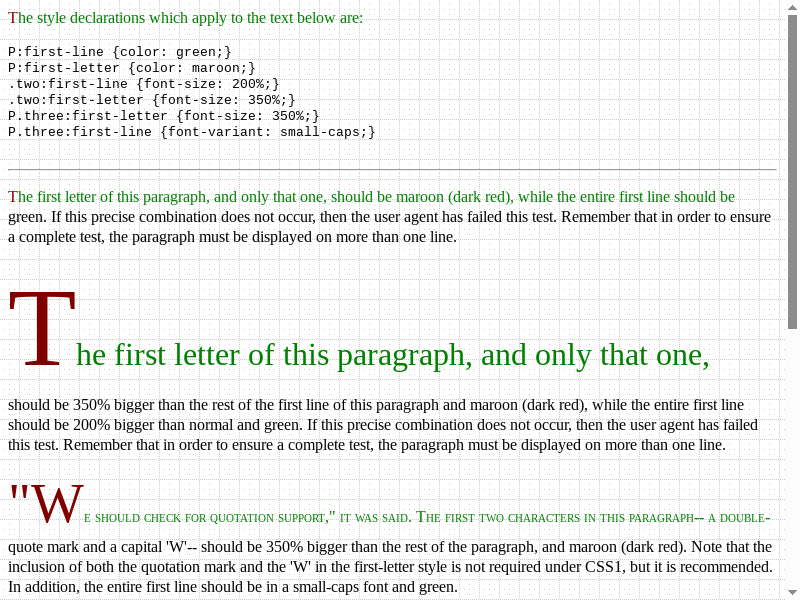 The style declarations which apply to the text below are:
P:first-line {color: green;}
P:first-letter {color: maroon;}
.two:first-line {font-size: 200%;}
.two:first-letter {font-size: 350%;}
P.three:first-letter {font-size: 350%;}
P.three:first-line {font-variant: small-caps;}
The first letter of this paragraph, and only that one, should be maroon (dark red), while the entire first line should be
green. If this precise combination does not occur, then the user agent has failed this test. Remember that in order to ensure
a complete test, the paragraph must be displayed on more than one line.
The first letter of this paragraph, and only that one,
should be 350% bigger than the rest of the first line of this paragraph and maroon (dark red), while the entire first line
should be 200% bigger than normal and green. If this precise combination does not occur, then the user agent has failed
this test. Remember that in order to ensure a complete test, the paragraph must be displayed on more than one line.
"We should check for quotation support," it was said. The first two characters in this paragraph-- a double-
quote mark and a capital 'W'-- should be 350% bigger than the rest of the paragraph, and maroon (dark red). Note that the
inclusion of both the quotation mark and the 'W' in the first-letter style is not required under CSS1, but it is recommended.
In addition, the entire first line should be in a small-caps font and green.